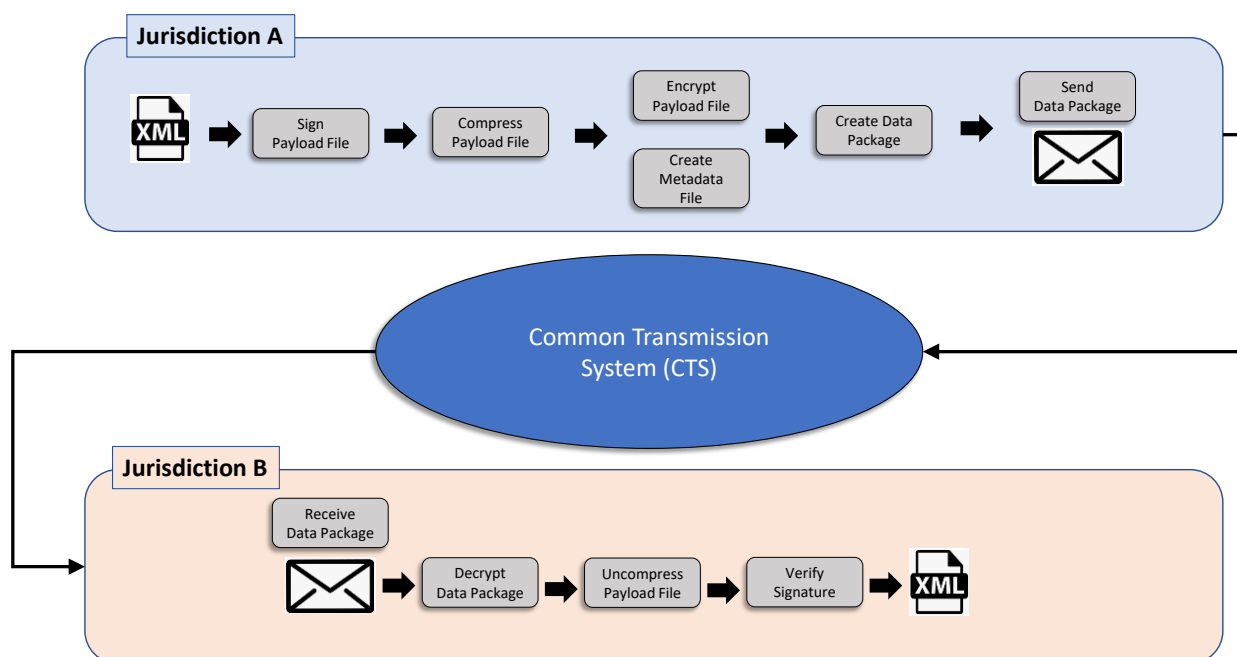 Jurisdiction A
XML
Sign
Payload File
Compress
Payload File
Encrypt
Payload File
Create
Metadata
File
Create Data
Package
Send
Data Package
Common Transmission
System (CTS)
Jurisdiction B
Receive
Data Package
Decrypt
Data Package
Uncompress
Payload File
Verify
Signature
XML